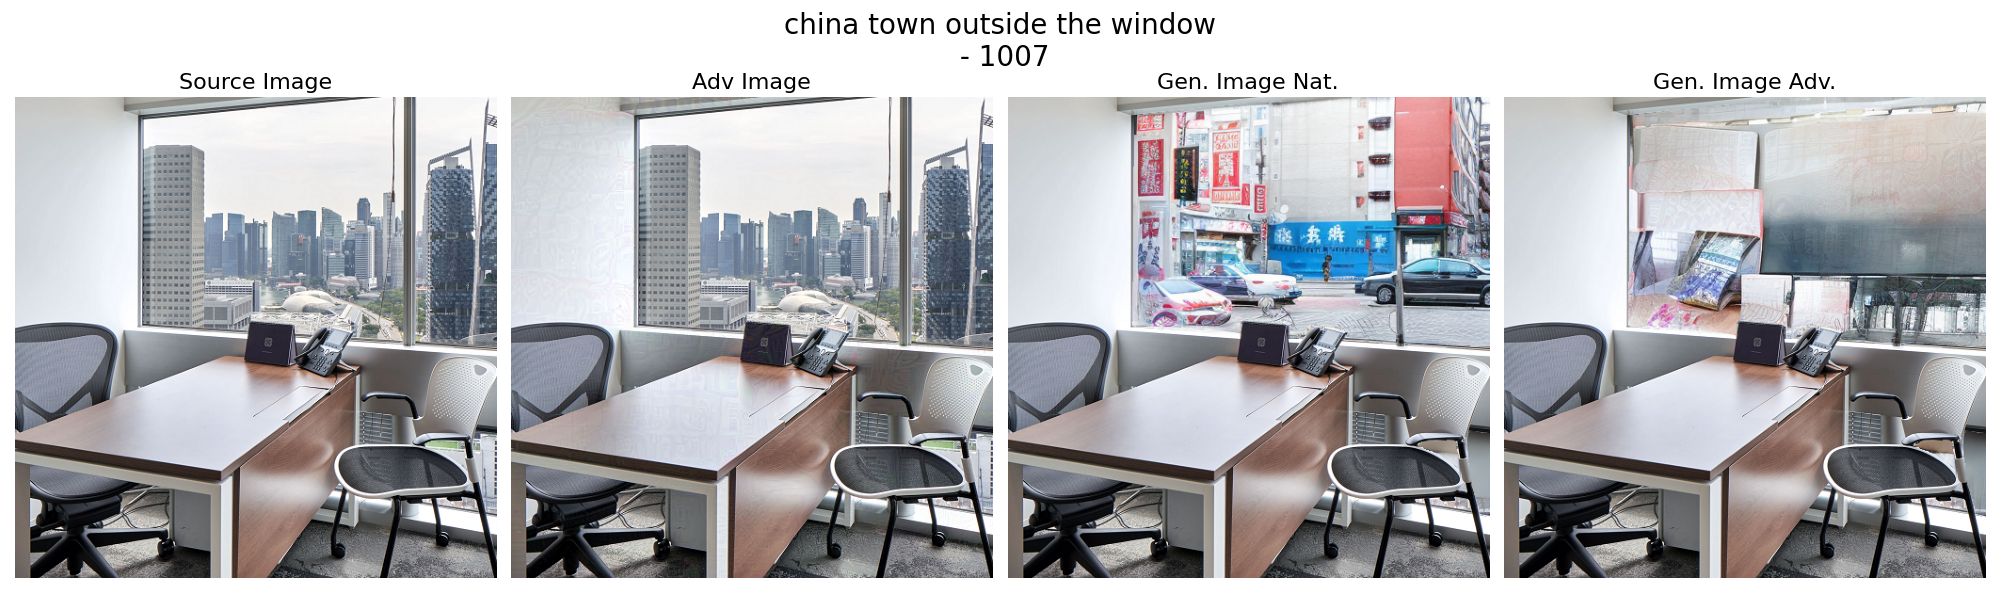 china town outside the window
- 1007
Source Image
Adv Image
Gen. Image Nat.
Gen. Image Adv.